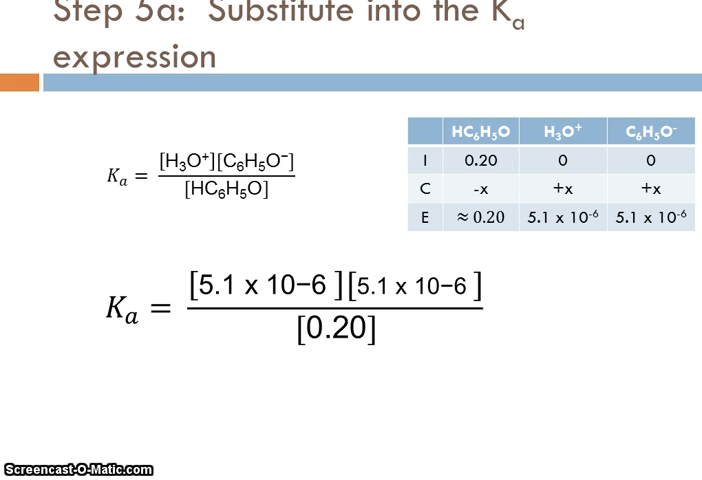 Step 5a: Substitute into the Kₐ
expression
HC₆H₅O H₃O⁺ C₆H₅O⁻
I 0.20 0 0
C -x +x +x
E ≈ 0.20 5.1 x 10⁻⁶ 5.1 x 10⁻⁶
Kₐ = [H₃O⁺][C₆H₅O⁻]
[HC₆H₅O]
Kₐ = [5.1 x 10−6 ][5.1 x 10−6 ]
[0.20]
Screencast-O-Matic.com